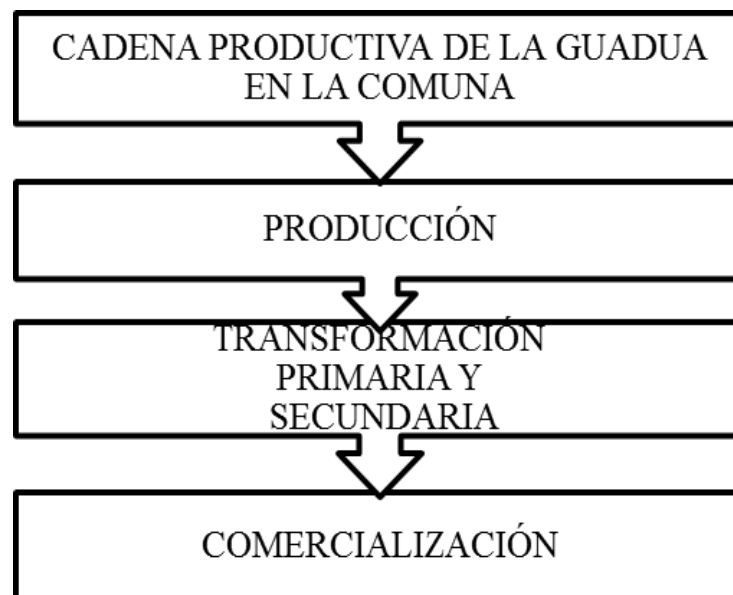 CADENA PRODUCTIVA DE LA GUADUA
EN LA COMUNA
PRODUCCIÓN
TRANSFORMACIÓN
PRIMARIA Y
SECUNDARIA
COMERCIALIZACIÓN